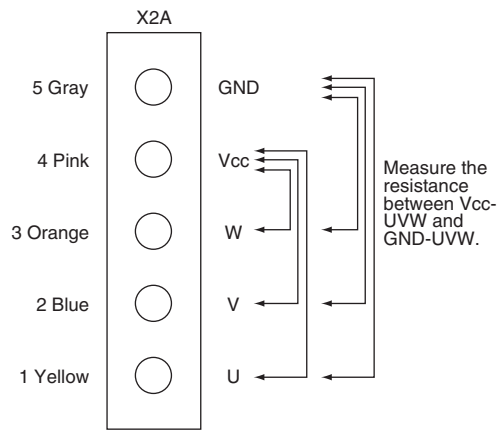 X2A
5 Gray GND
4 Pink Vcc
3 Orange W
2 Blue V
1 Yellow U
Measure the
resistance
between Vcc-
UVW and
GND-UVW.